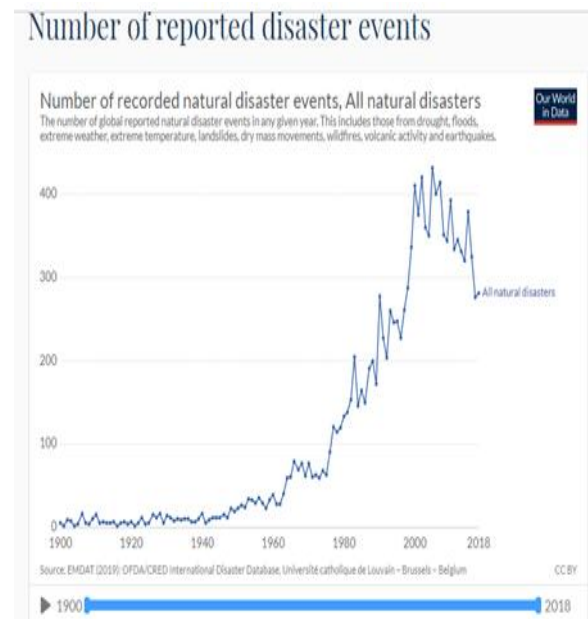 Number of reported disaster events
Number of recorded natural disaster events, All natural disasters
The number of global reported natural disaster events in any given year. This includes those from drought, floods,
extreme weather, extreme temperature, landslides, dry mass movements, wildfires, volcanic activity and earthquakes.
Our World
in Data
400
300
200
100
0
All natural disasters
1900
1920
1940
1960
1980
2000
2018
Source: EMDAT (2019): OFDA/CRED International Disaster Database, Université catholique de Louvain – Brussels – Belgium
CC BY
1900
2018